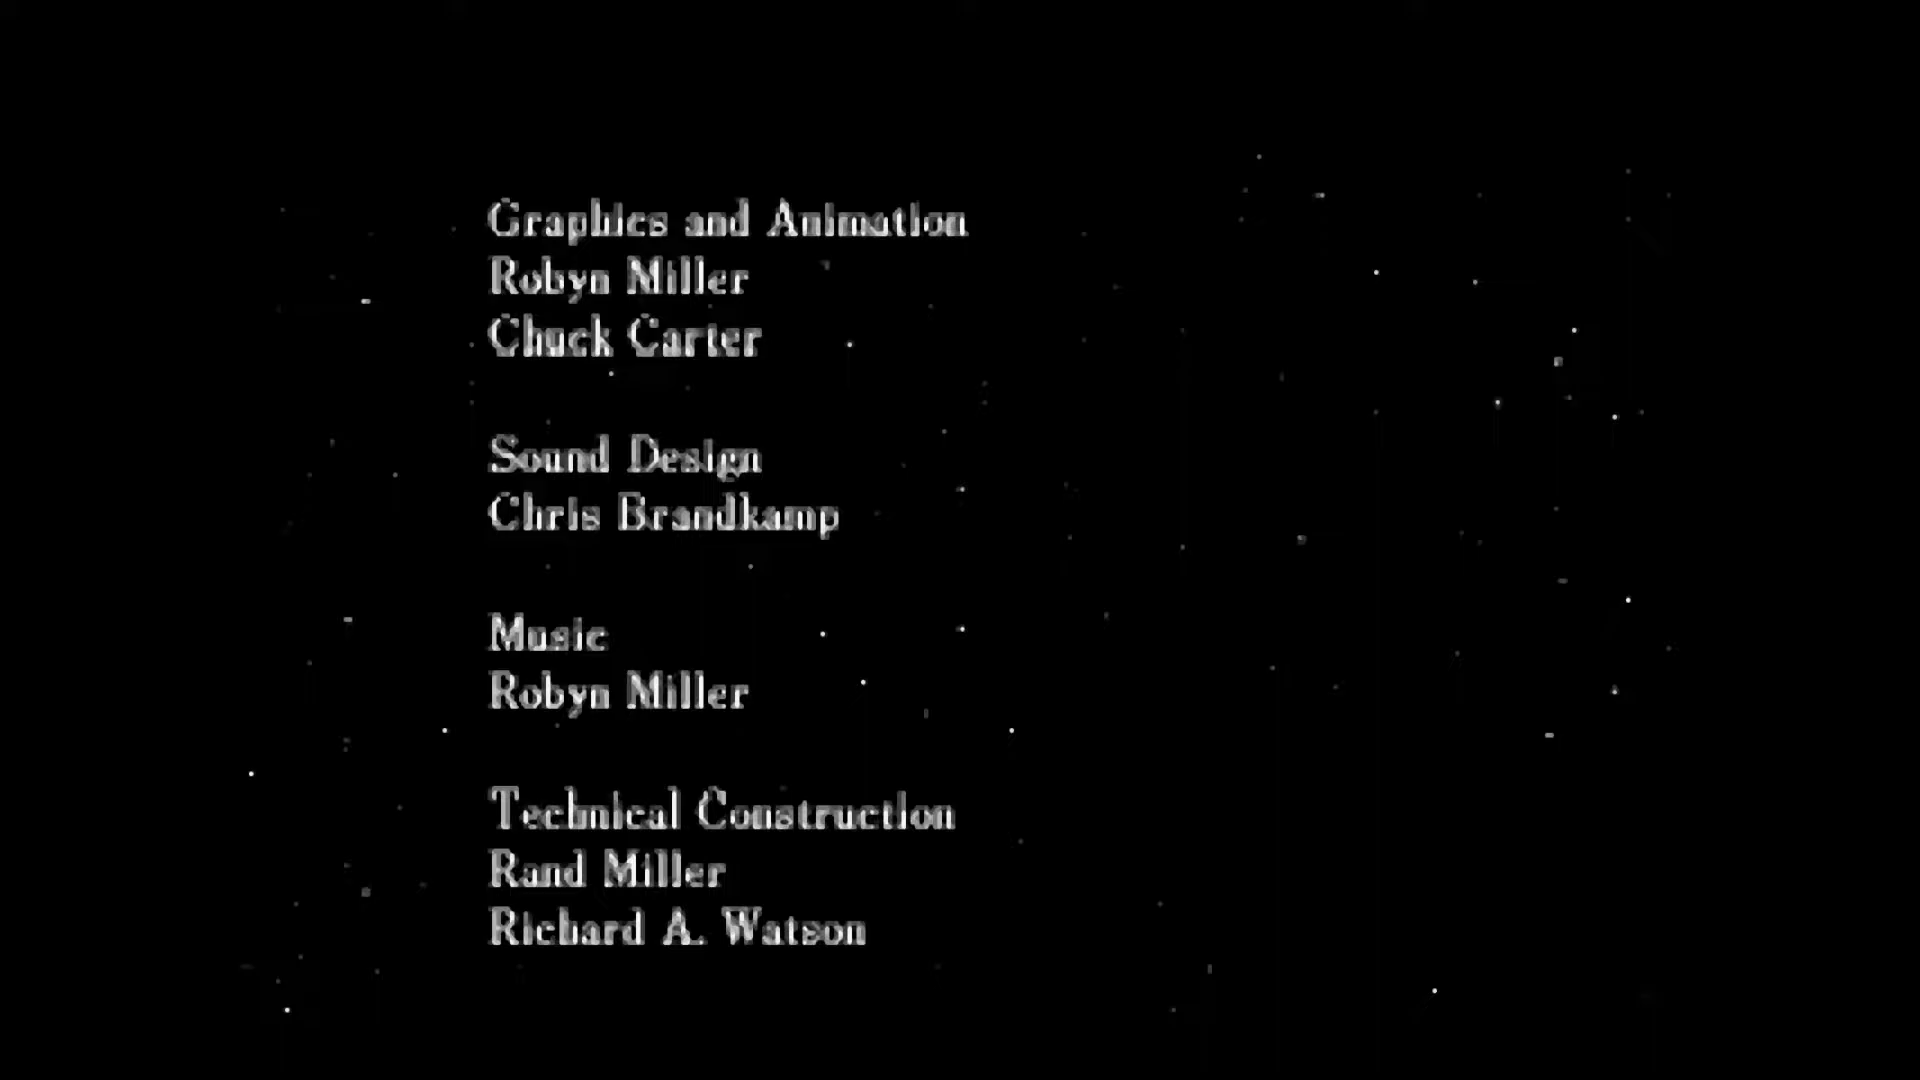 Graphics and Animation
Robyn Miller
Chuck Carter
Sound Design
Chris Brandkamp
Music
Robyn Miller
Technical Construction
Rand Miller
Richard A. Watson